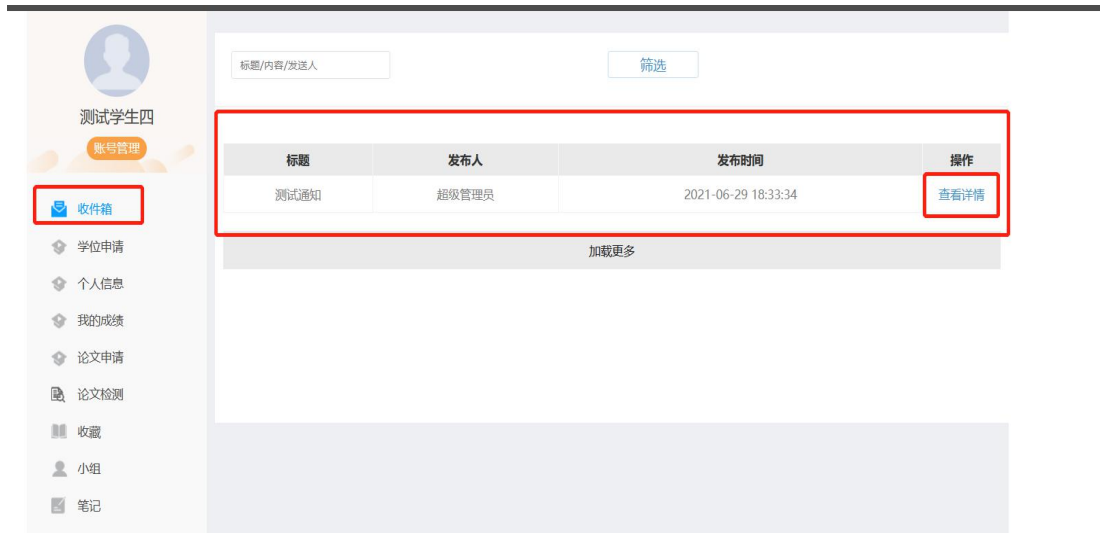 测试学生四
账号管理
收件箱
学位申请
个人信息
我的成绩
论文申请
论文检测
收藏
小组
笔记
标题/内容/发送人 筛选
标题 发布人 发布时间 操作
测试通知 超级管理员 2021-06-29 18:33:34 查看详情
加载更多